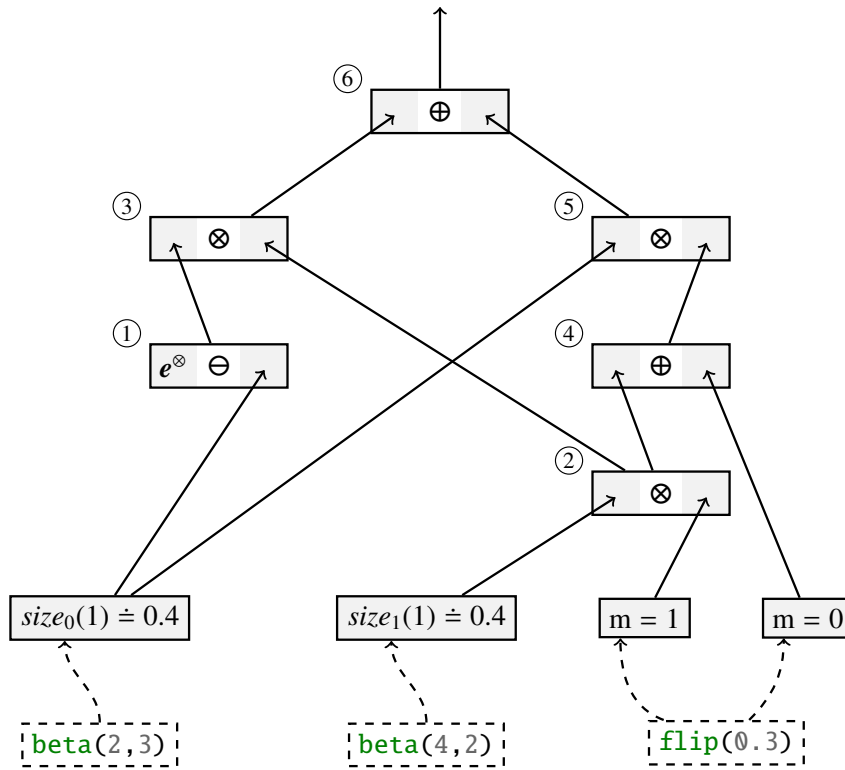 ⑥
⊕
③ ⑤
⊗ ⊗
① ④
e⊗ ⊖ ⊕
②
⊗
size₀(1) ≐ 0.4 size₁(1) ≐ 0.4 m = 1 m = 0
beta(2,3) beta(4,2) flip(0.3)